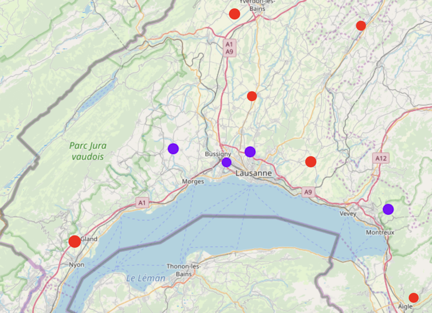 Yverdon-les-
Bains
A1
A9
Parc Jura
vaudois
A12
Bussigny
Lausanne
Morges
A9
A1
Vevey
Montreux
land
Nyon
Thonon-les-
Bains
Le Léman
Aigle